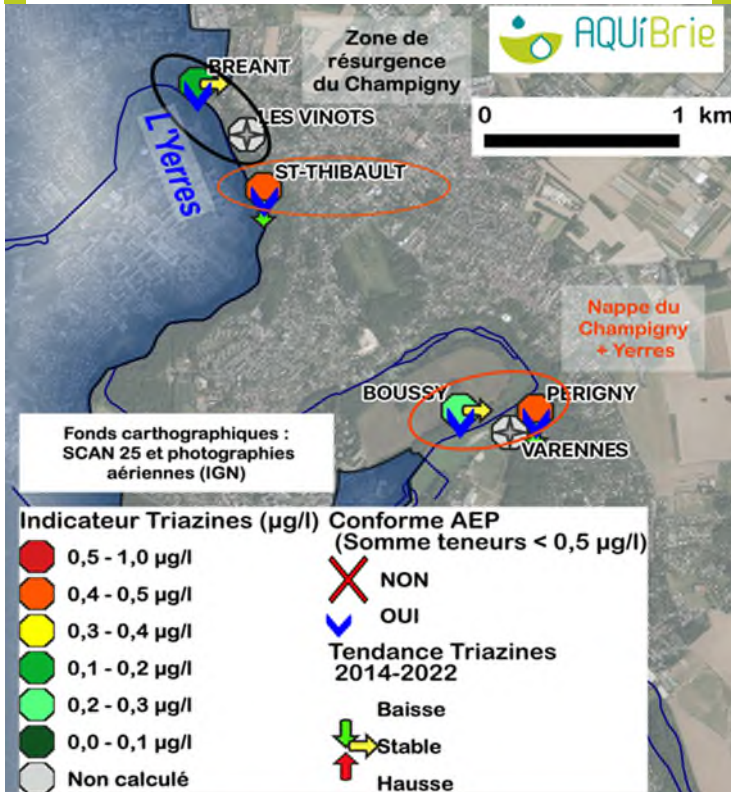 AQUiBrie
Zone de
résurgence
du Champigny
0 1 km
BREANT
LES VINOTS
L'Yerres
ST-THIBAULT
Nappe du
Champigny
+ Yerres
BOUSSY
PERIGNY
VARENNES
Fonds cartographiques :
SCAN 25 et photographies
aériennes (IGN)
Indicateur Triazines (µg/l)
0,5 - 1,0 µg/l
0,4 - 0,5 µg/l
0,3 - 0,4 µg/l
0,1 - 0,2 µg/l
0,2 - 0,3 µg/l
0,0 - 0,1 µg/l
Non calculé
Conforme AEP
(Somme teneurs < 0,5 µg/l)
NON
OUI
Tendance Triazines
2014-2022
Baisse
Stable
Hausse